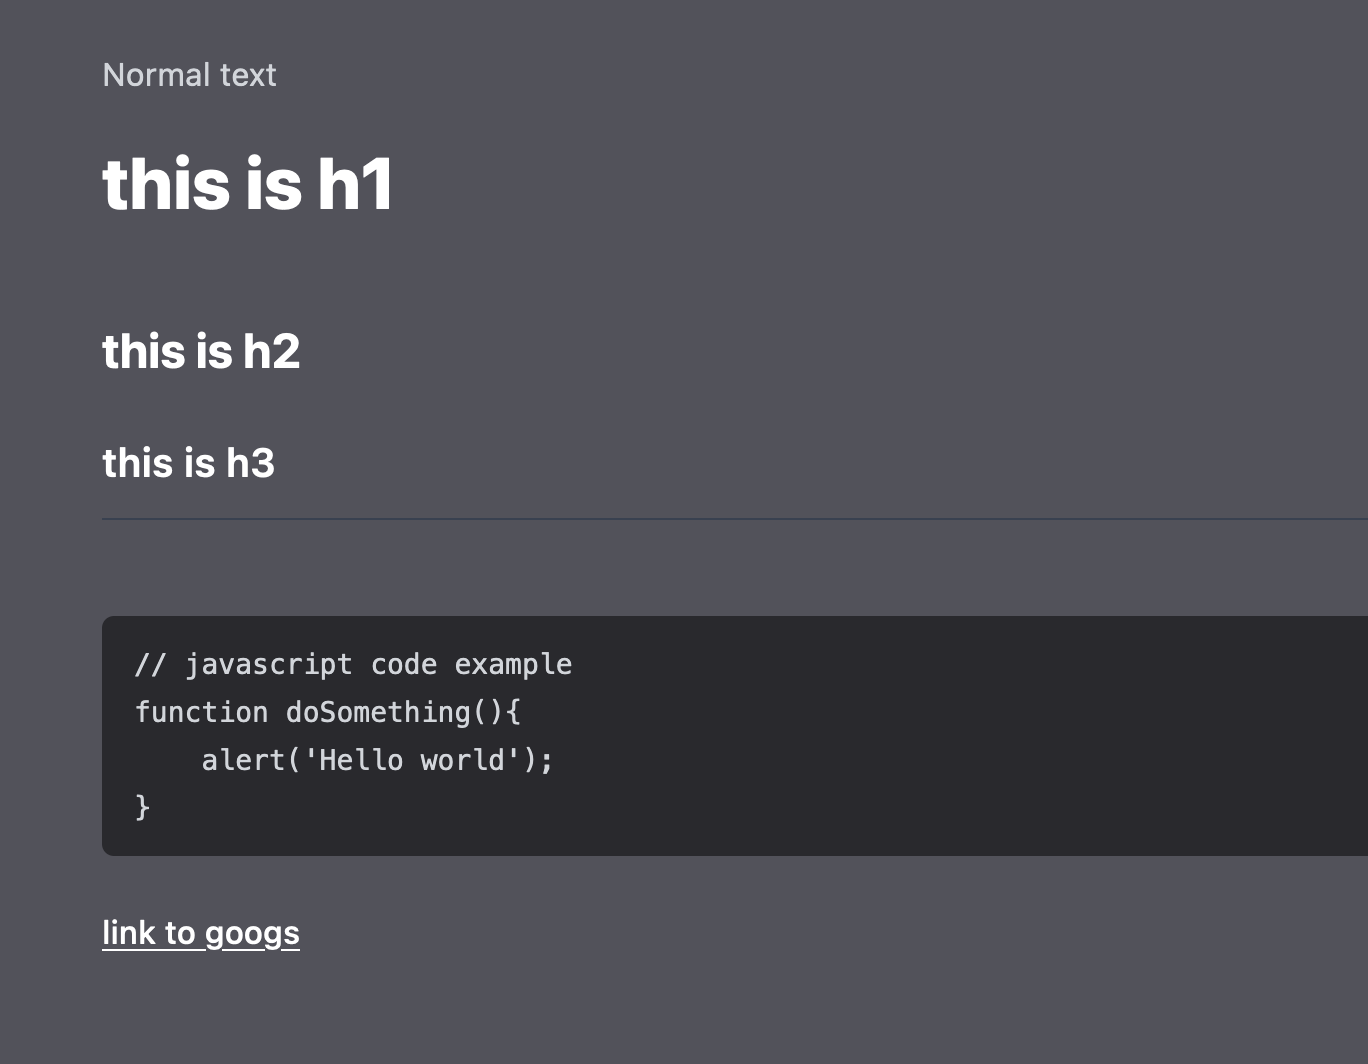 Normal text
this is h1
this is h2
this is h3
// javascript code example
function doSomething(){
    alert('Hello world');
}
link to googs